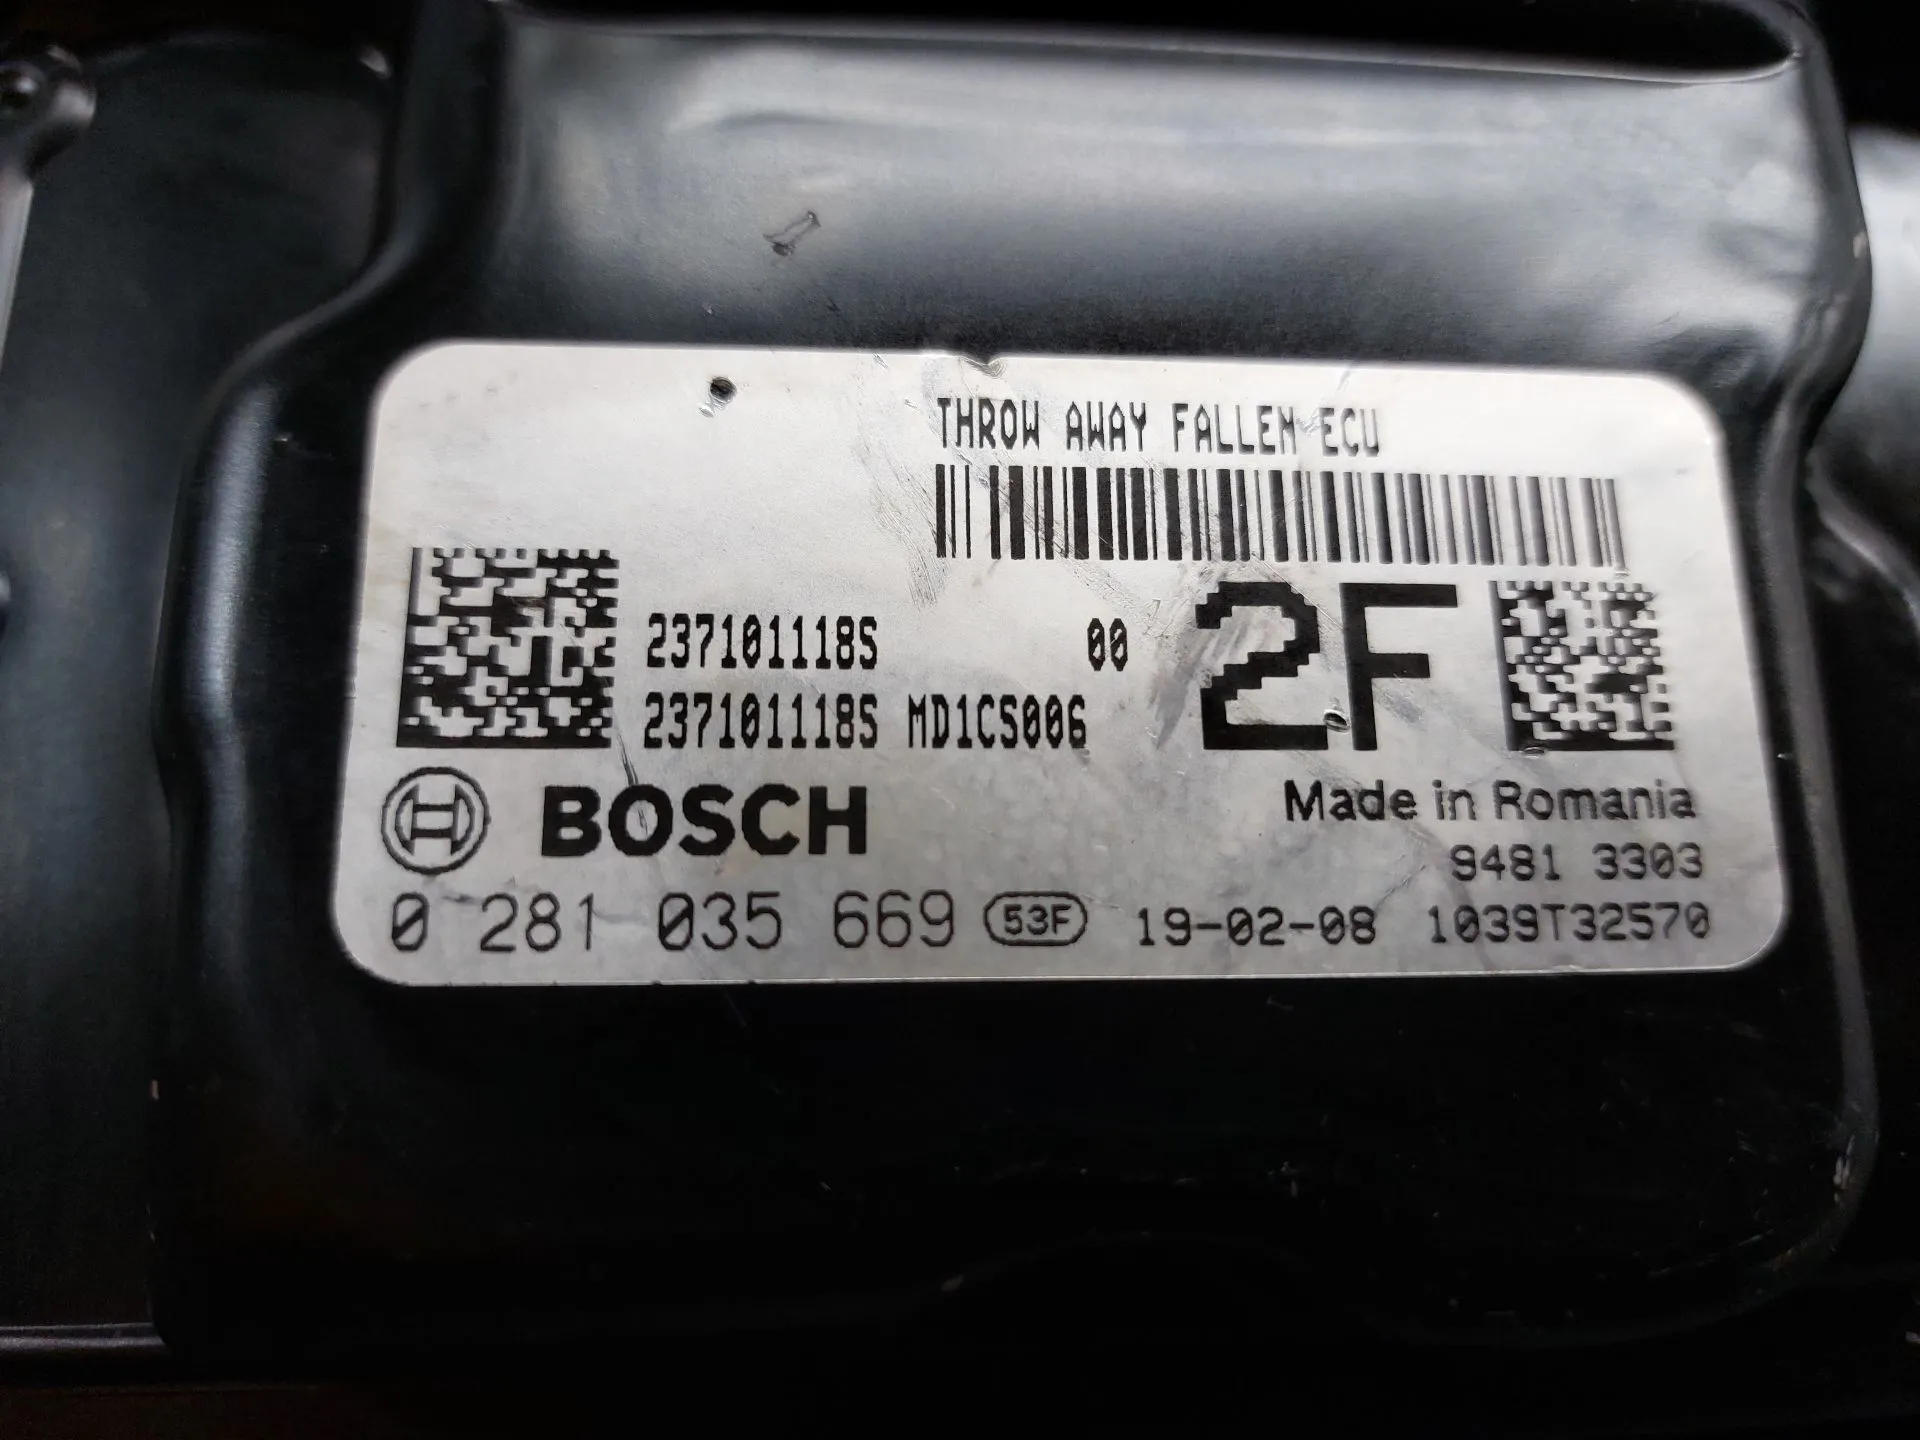 THROW AWAY FALLEN ECU
237101118S 00 2F
237101118S MD1CS006
BOSCH
Made in Romania
9481 3303
0 281 035 669 53F 19-02-08 1039T32570